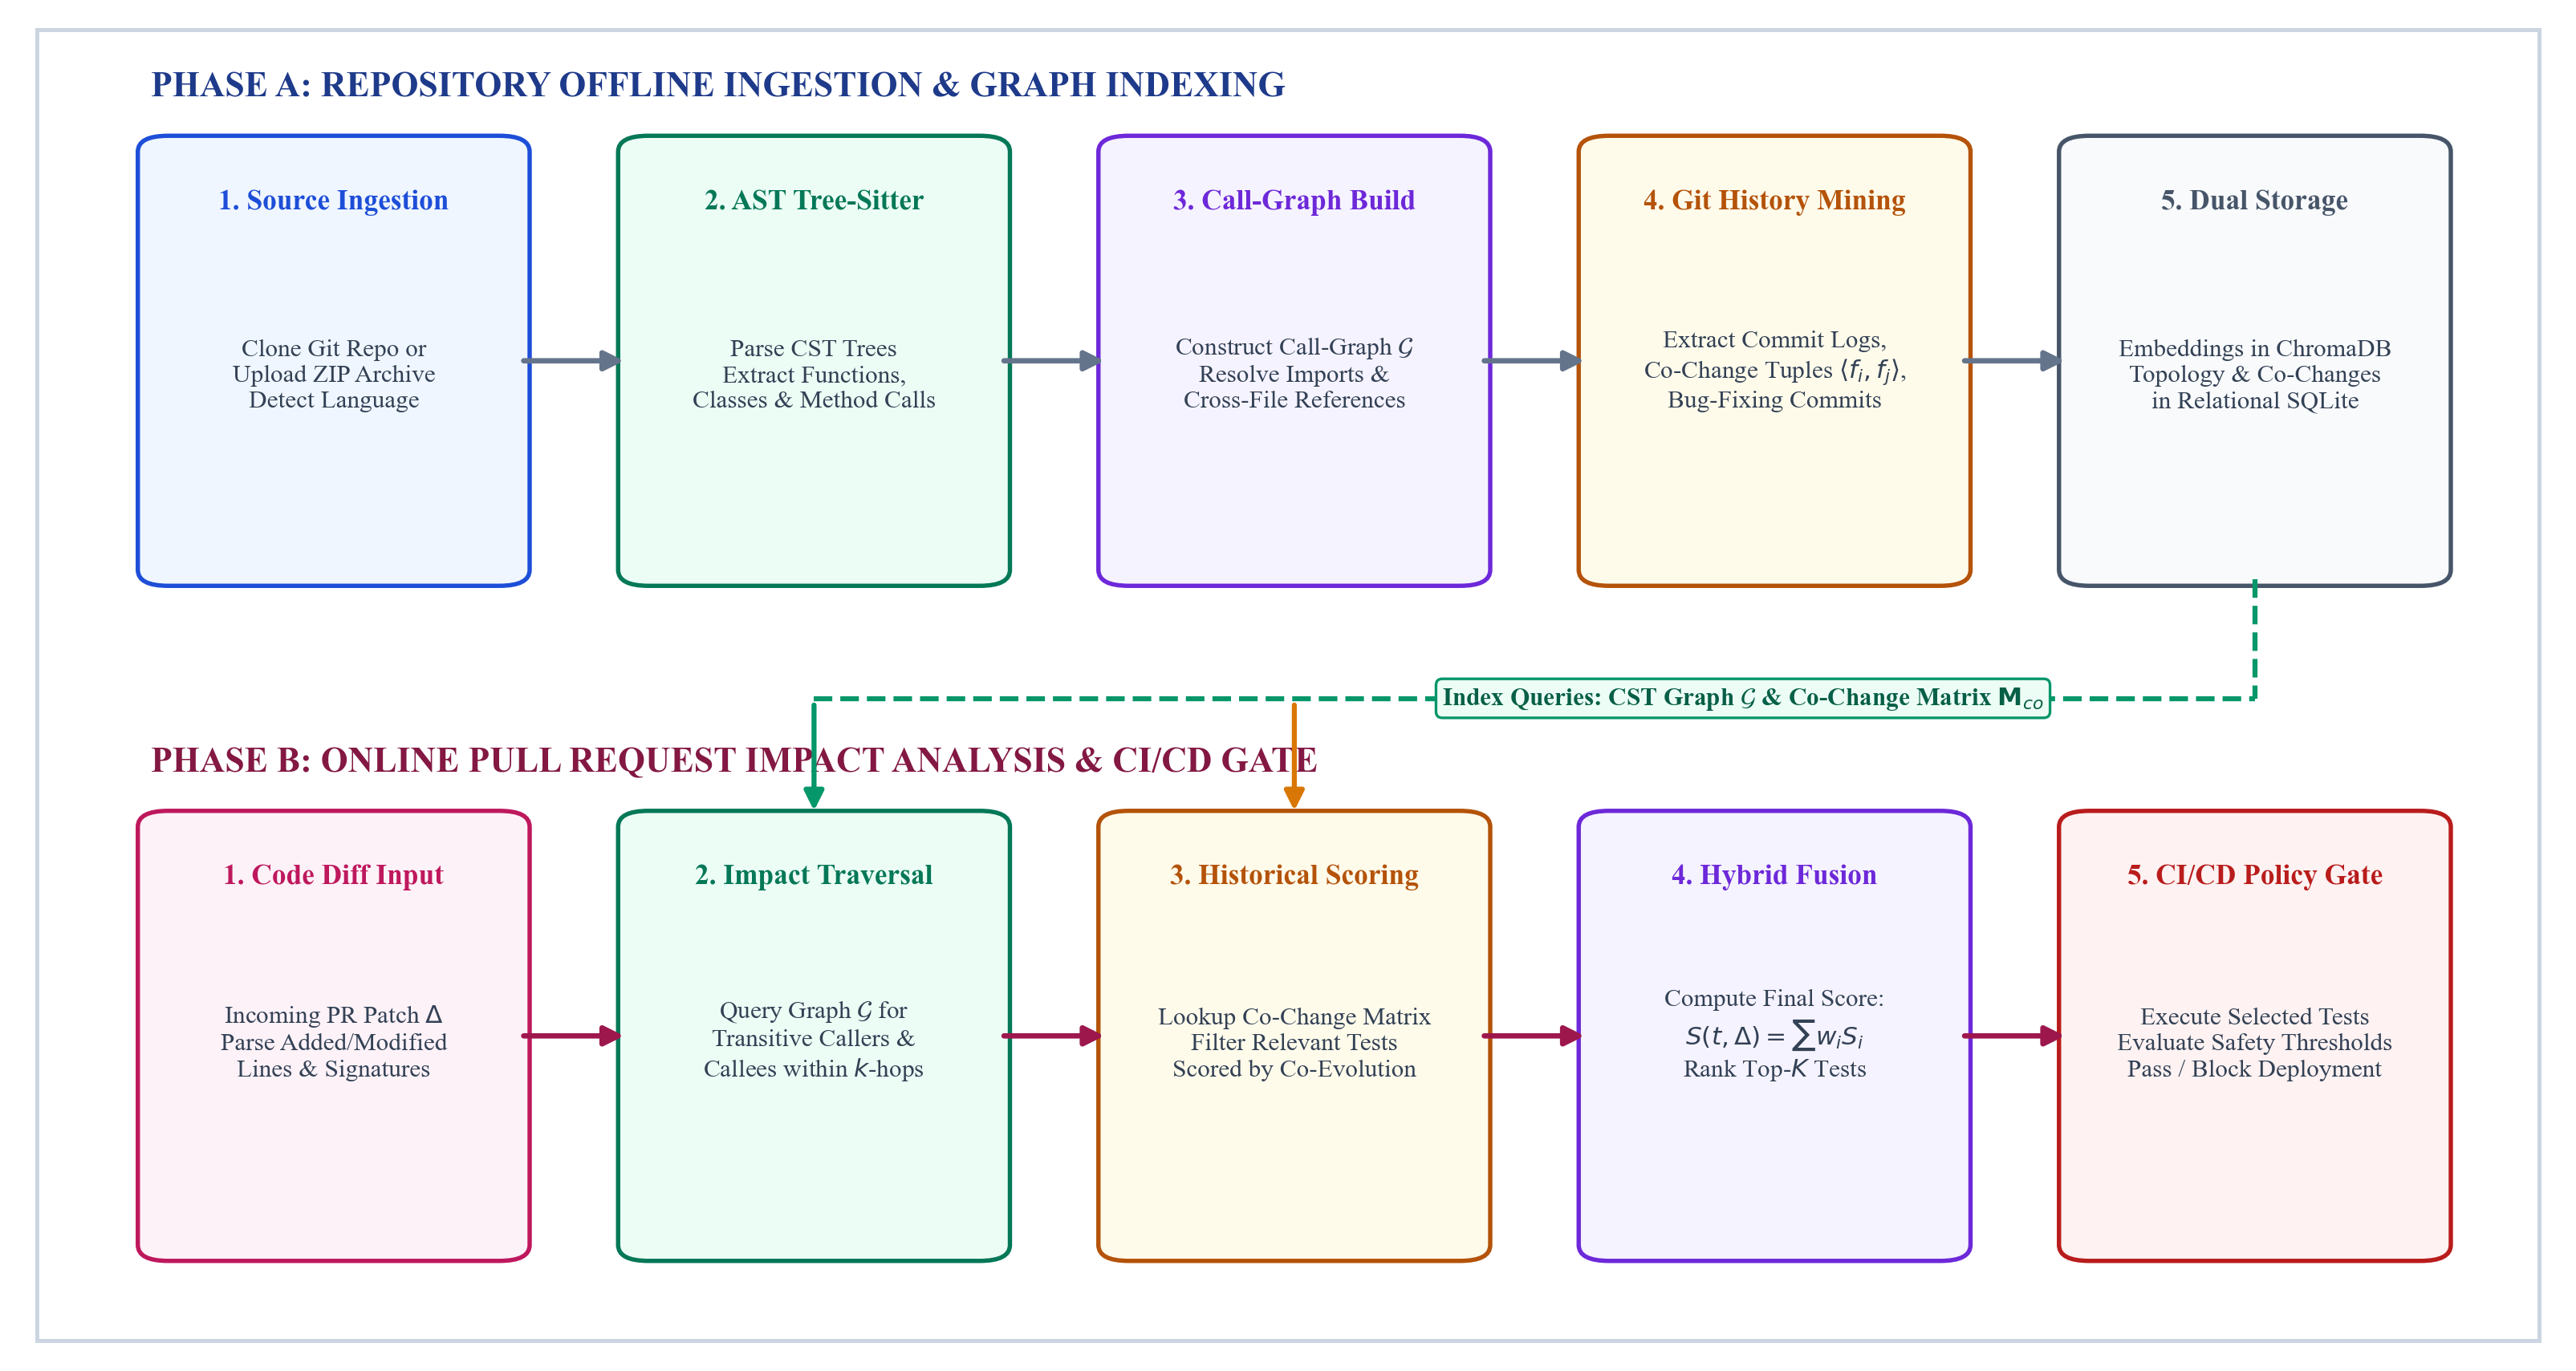 PHASE A: REPOSITORY OFFLINE INGESTION & GRAPH INDEXING
1. Source Ingestion
Clone Git Repo or
Upload ZIP Archive
Detect Language
2. AST Tree-Sitter
Parse CST Trees
Extract Functions,
Classes & Method Calls
3. Call-Graph Build
Construct Call-Graph 𝒢
Resolve Imports &
Cross-File References
4. Git History Mining
Extract Commit Logs,
Co-Change Tuples ⟨f_i, f_j⟩,
Bug-Fixing Commits
5. Dual Storage
Embeddings in ChromaDB
Topology & Co-Changes
in Relational SQLite
Index Queries: CST Graph 𝒢 & Co-Change Matrix M_co
PHASE B: ONLINE PULL REQUEST IMPACT ANALYSIS & CI/CD GATE
1. Code Diff Input
Incoming PR Patch Δ
Parse Added/Modified
Lines & Signatures
2. Impact Traversal
Query Graph 𝒢 for
Transitive Callers &
Callees within k-hops
3. Historical Scoring
Lookup Co-Change Matrix
Filter Relevant Tests
Scored by Co-Evolution
4. Hybrid Fusion
Compute Final Score:
S(t, Δ) = ∑ w_i S_i
Rank Top-K Tests
5. CI/CD Policy Gate
Execute Selected Tests
Evaluate Safety Thresholds
Pass / Block Deployment